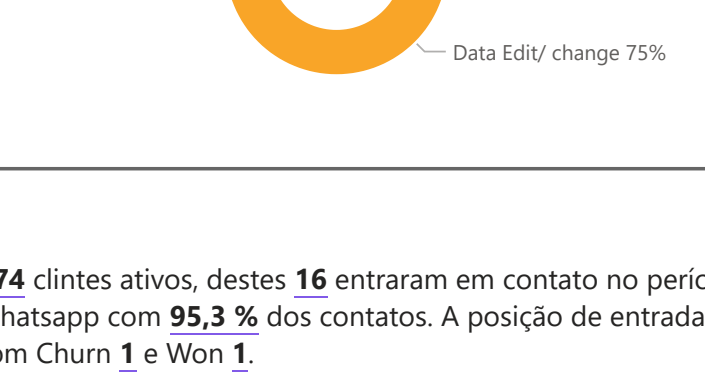 Data Edit/ change 75%
74 clintes ativos, destes 16 entraram em contato no perío
hatsapp com 95,3 % dos contatos. A posição de entrada
om Churn 1 e Won 1.